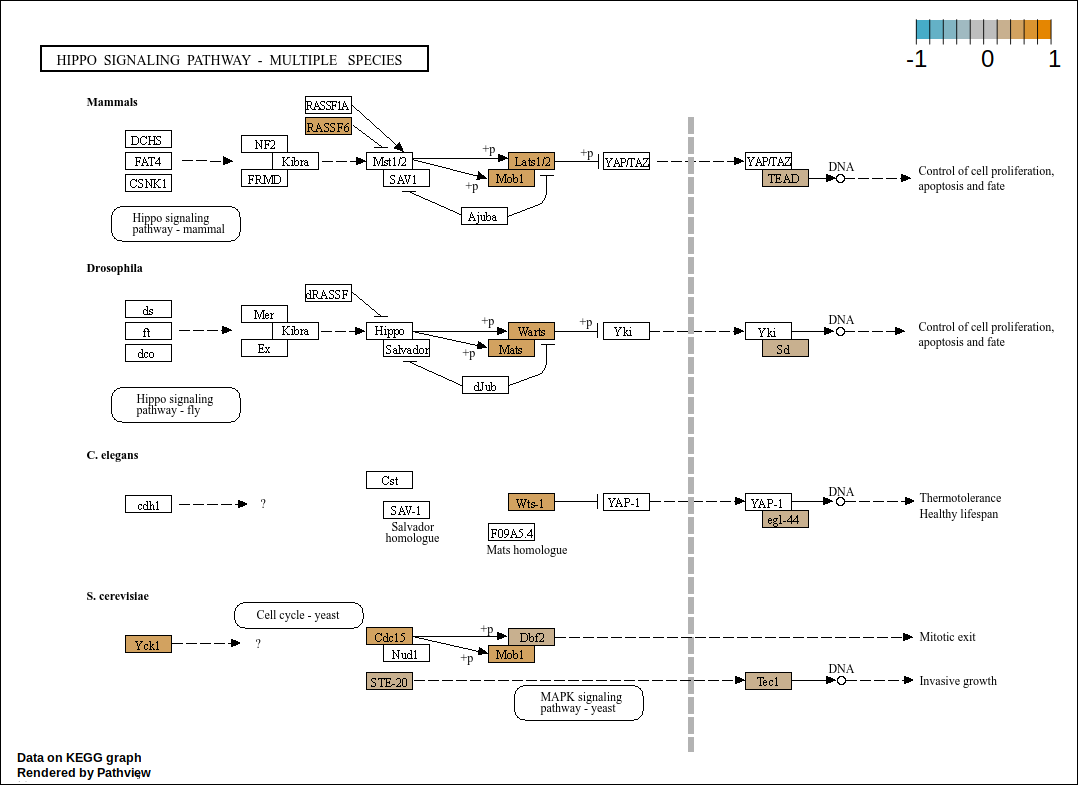 HIPPO SIGNALING PATHWAY - MULTIPLE SPECIES
-1 0 1
Mammals
RASSF1A
RASSF6
DCHS
FAT4
CSNK1
NF2
Kibra
FRMD
Mst1/2
SAV1
+p
+p
Lats1/2
Mob1
Ajuba
+p
YAP/TAZ
YAP/TAZ
TEAD
DNA
Control of cell proliferation,
apoptosis and fate
Hippo signaling
pathway - mammal
Drosophila
dRASSF
ds
ft
dco
Mer
Kibra
Ex
Hippo
Salvador
+p
+p
Warts
Mats
dJub
+p
Yki
Yki
Sd
DNA
Control of cell proliferation,
apoptosis and fate
Hippo signaling
pathway - fly
C. elegans
cdh1
?
Cst
SAV-1
Salvador
homologue
Wts-1
F09A5.4
Mats homologue
YAP-1
YAP-1
egl-44
DNA
Thermotolerance
Healthy lifespan
S. cerevisiae
Cell cycle - yeast
Yck1
?
Cdc15
Nud1
+p
+p
Dbf2
Mob1
Mitotic exit
STE-20
MAPK signaling
pathway - yeast
Tec1
DNA
Invasive growth
Data on KEGG graph
Rendered by Pathview